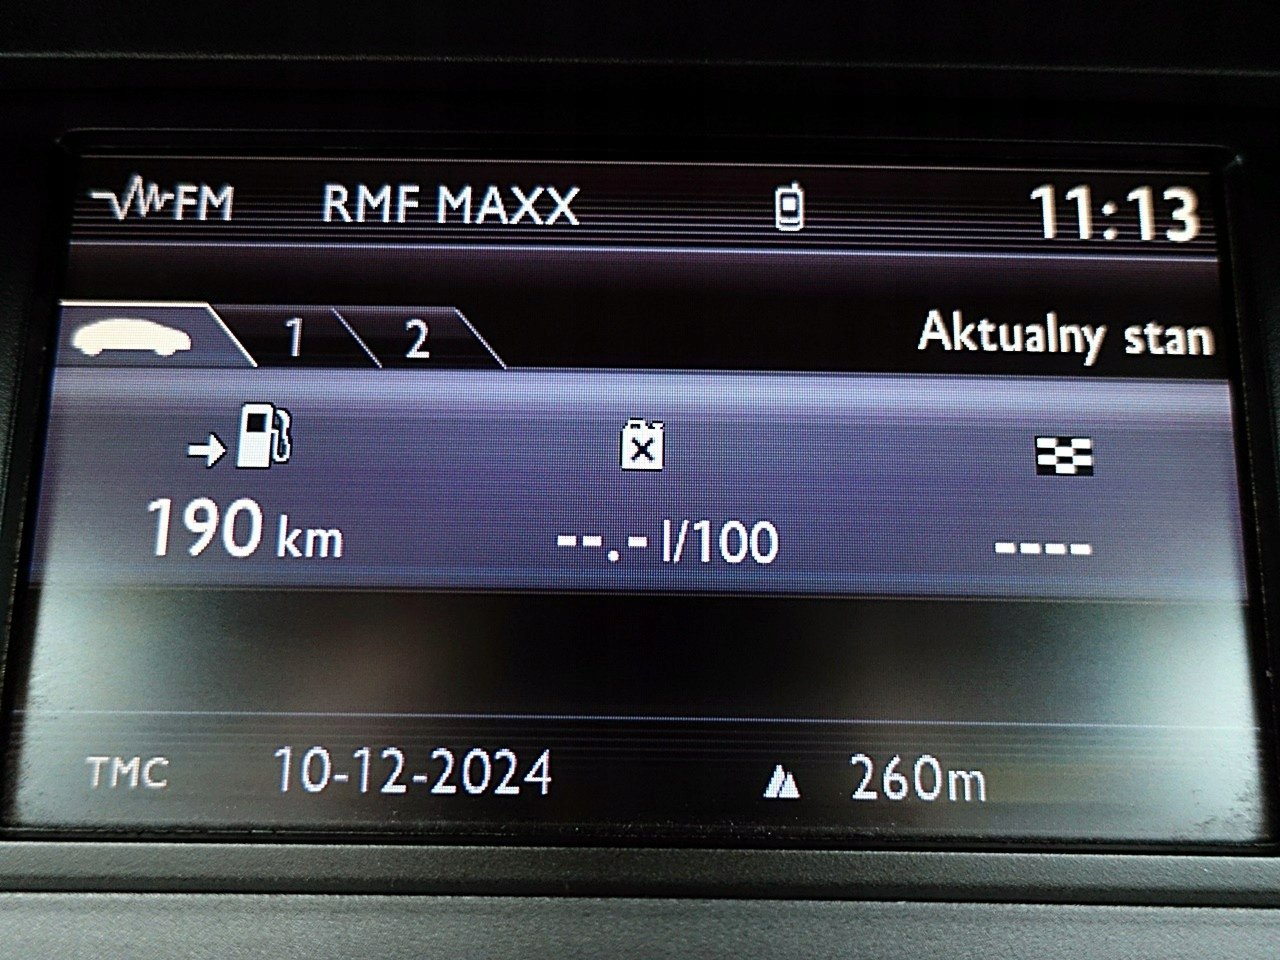 FM RMF MAXX 11:13
1 2 Aktualny stan
190 km --.- l/100 ----
TMC 10-12-2024 260m